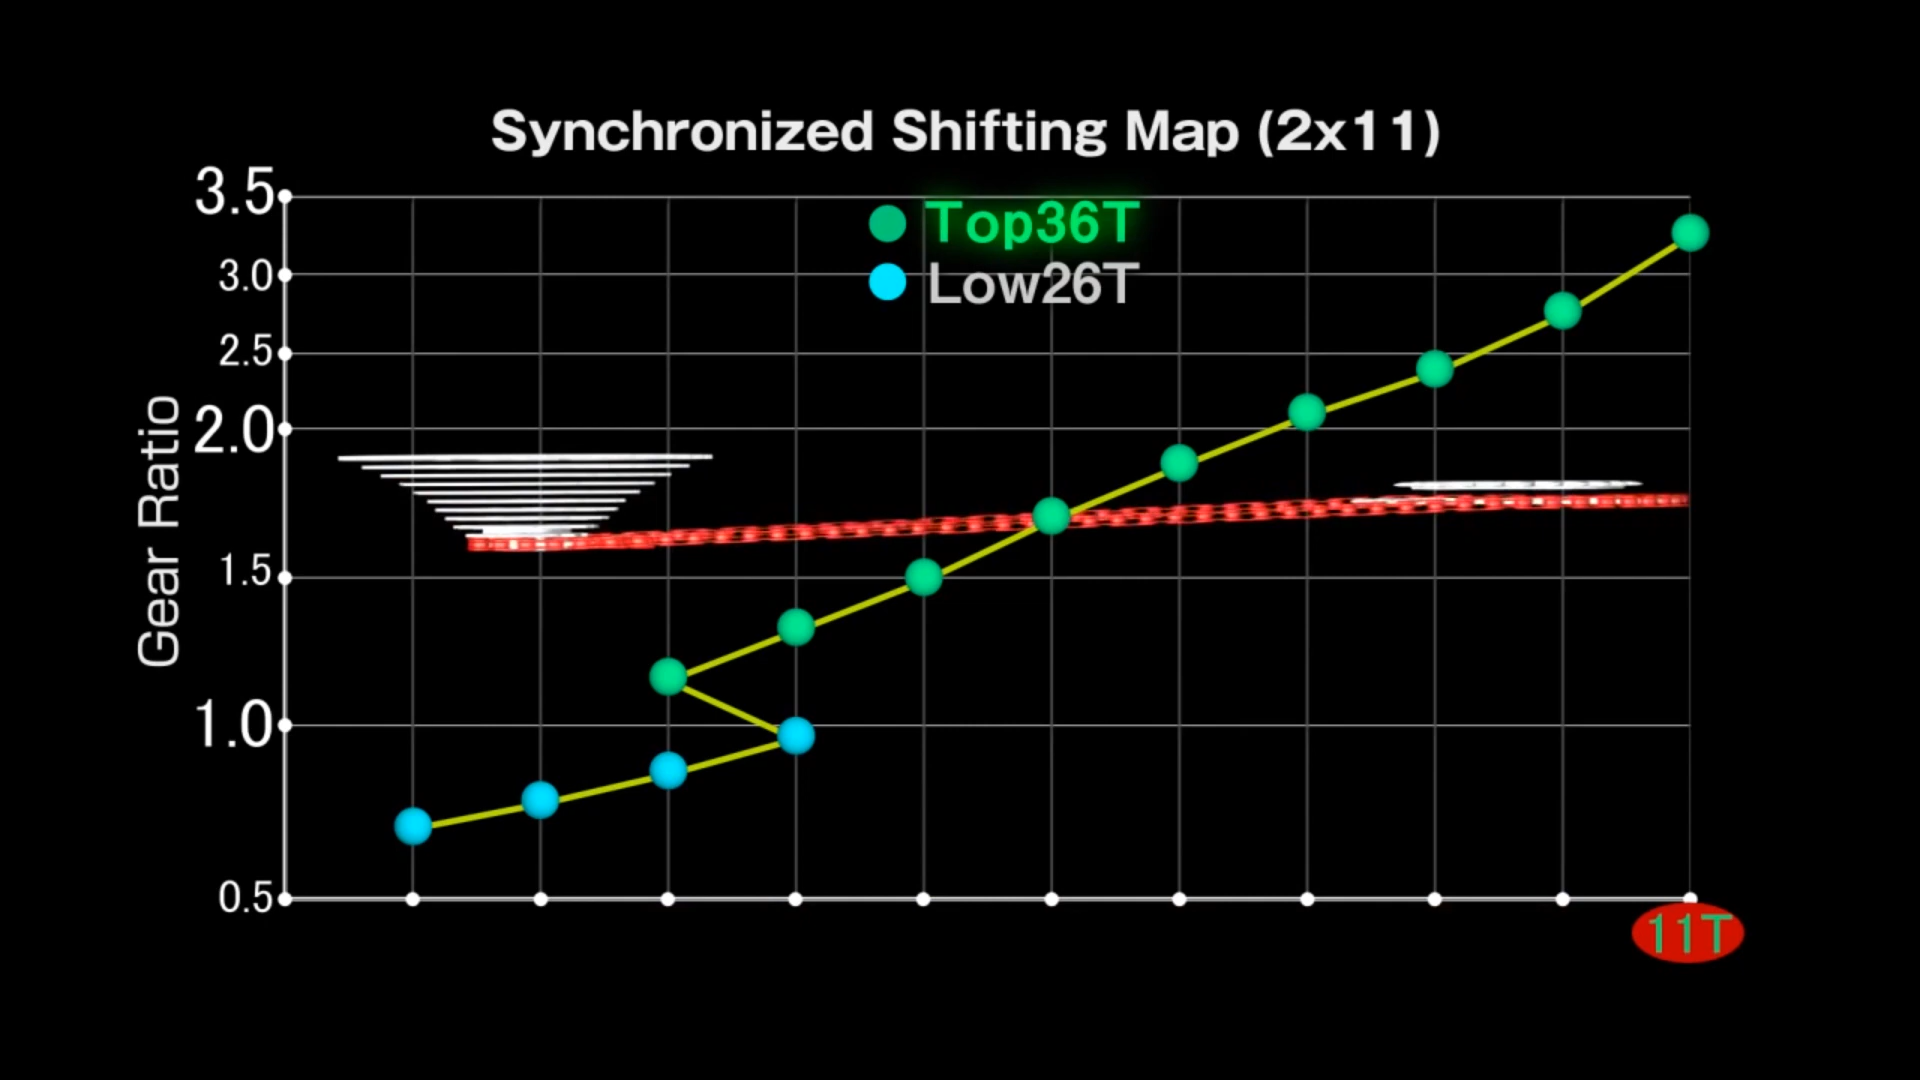 Synchronized Shifting Map (2x11)
3.5
Top36T
3.0
Low26T
2.5
2.0
Gear Ratio
1.5
1.0
0.5
11T